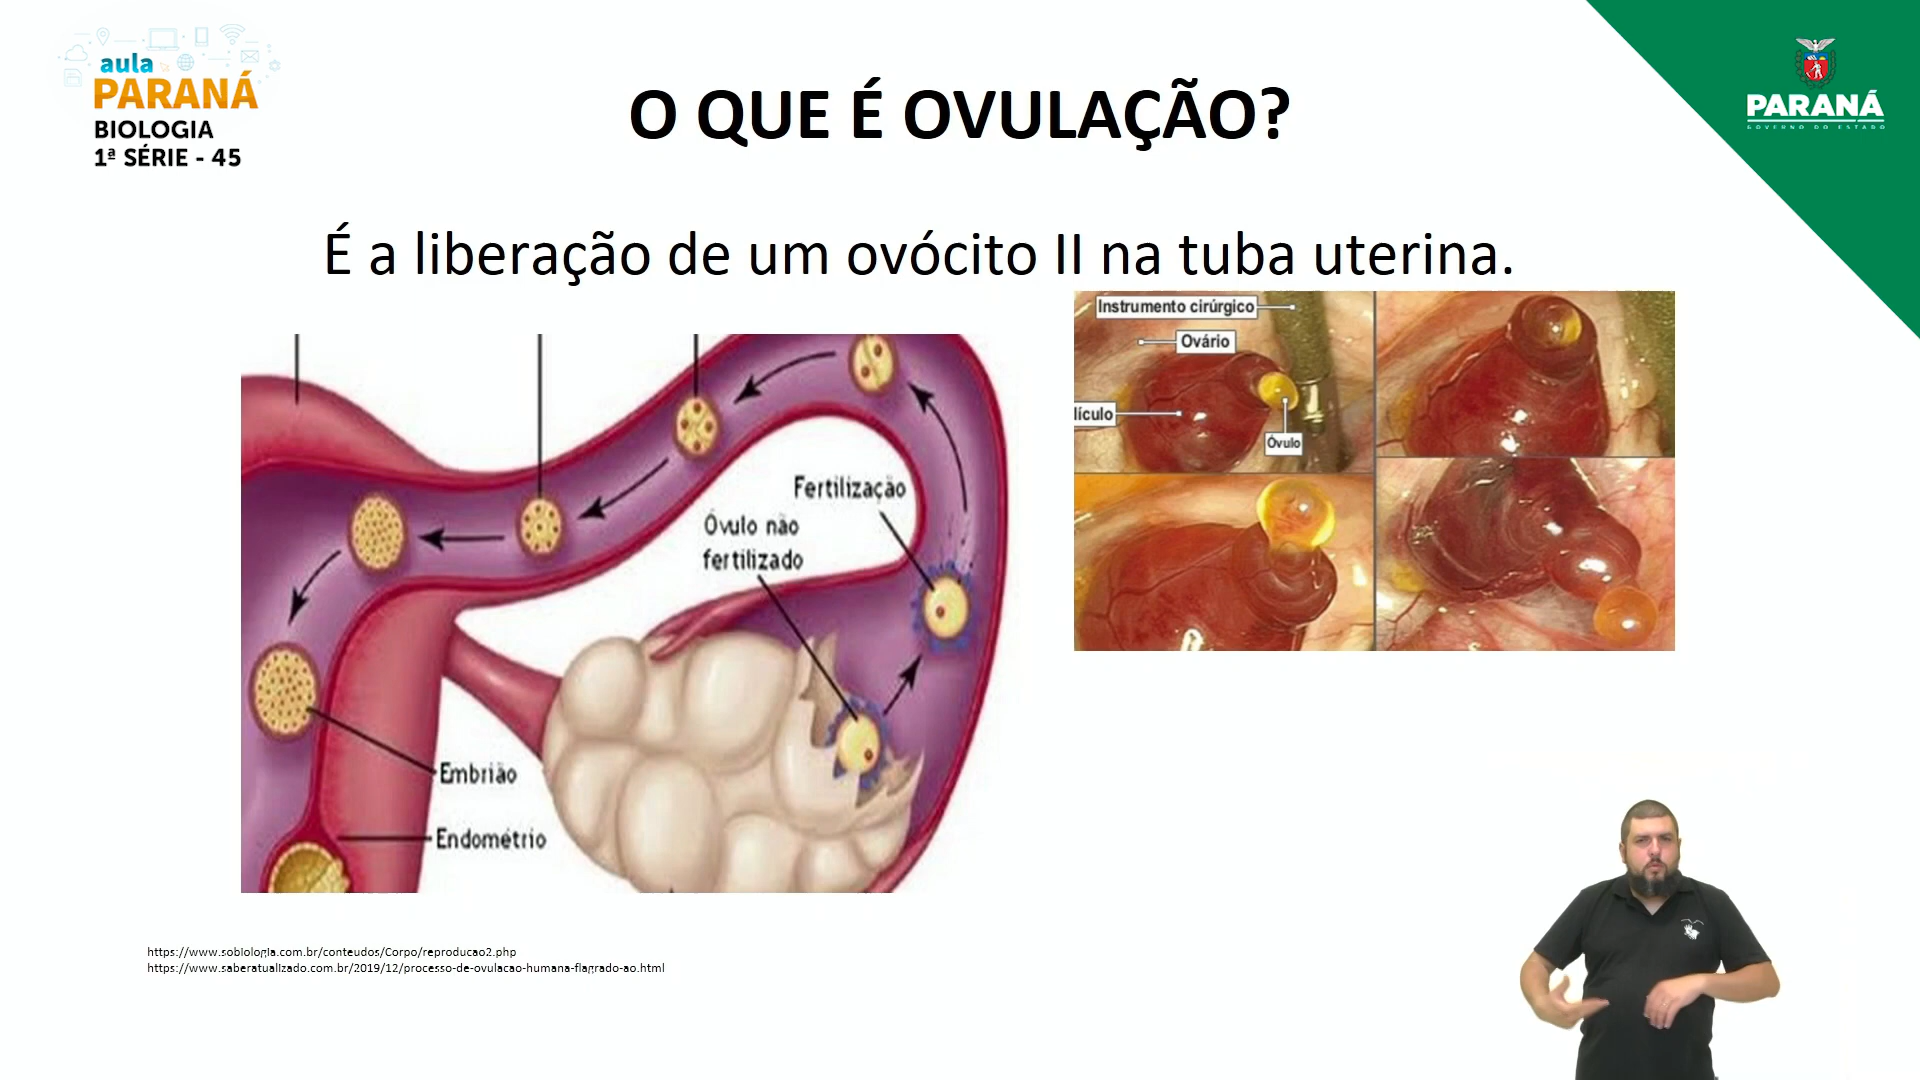 aula
PARANÁ
BIOLOGIA
1ª SÉRIE - 45
O QUE É OVULAÇÃO?
PARANÁ
GOVERNO DO ESTADO
É a liberação de um ovócito II na tuba uterina.
Instrumento cirúrgico
Ovário
lículo
Óvulo
Fertilização
Óvulo não
fertilizado
Embrião
Endométrio
https://www.sobiologia.com.br/conteudos/Corpo/reproducao2.php
https://www.saberatualizado.com.br/2019/12/processo-de-ovulacao-humana-flagrado-ao.html